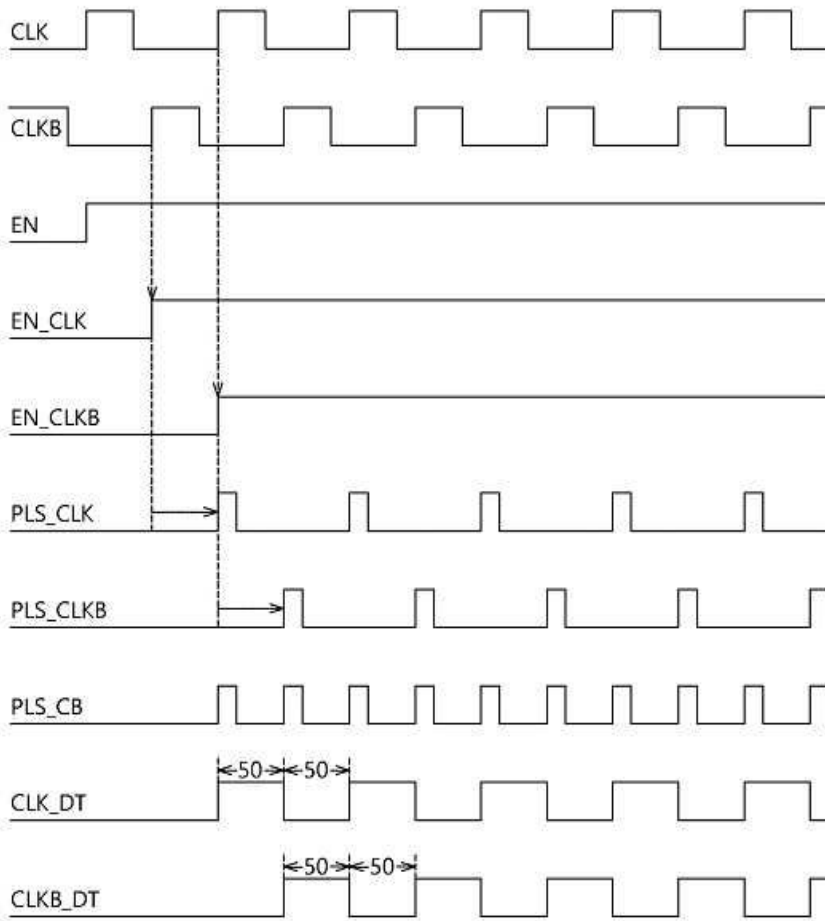 CLK
CLKB
EN
EN_CLK
EN_CLKB
PLS_CLK
PLS_CLKB
PLS_CB
50 50
CLK_DT
50 50
CLKB_DT